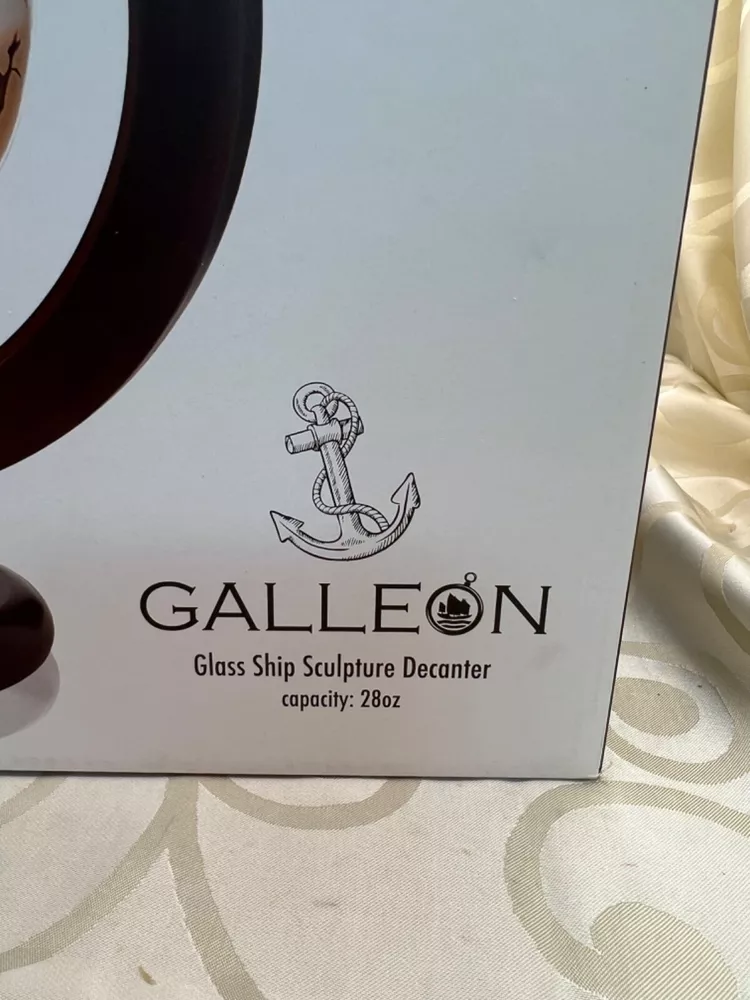 GALLEON
Glass Ship Sculpture Decanter
capacity: 28oz